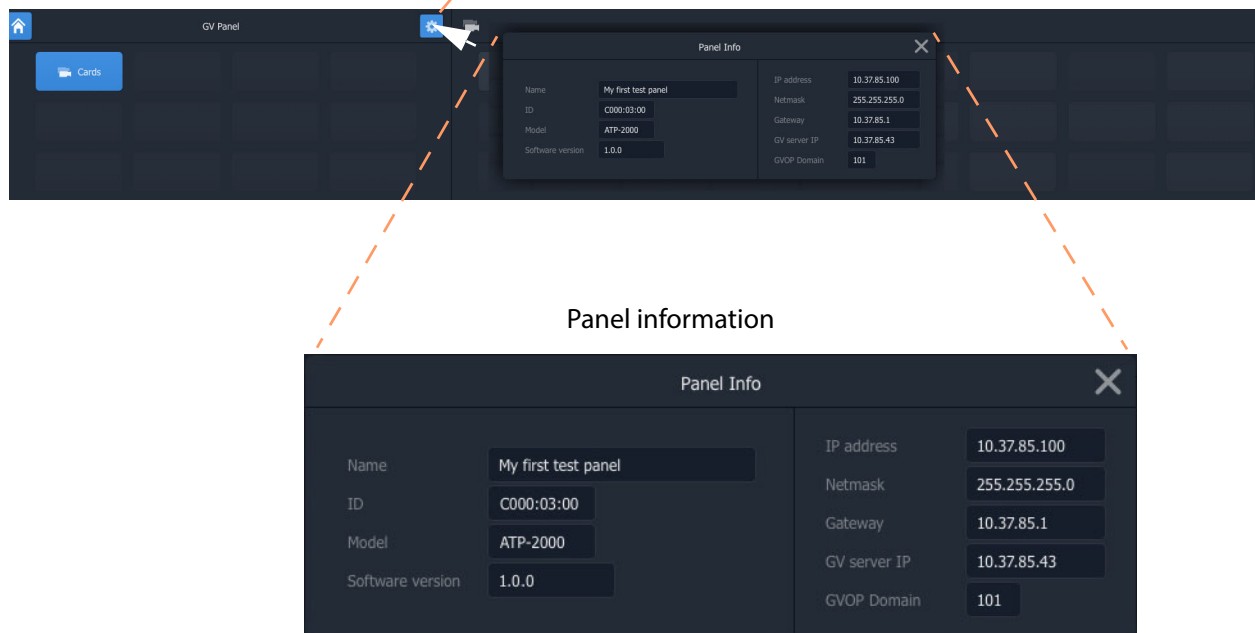 GV Panel
Cards
Panel Info
Name My first test panel
ID C000:03:00
Model ATP-2000
Software version 1.0.0
IP address 10.37.85.100
Netmask 255.255.255.0
Gateway 10.37.85.1
GV server IP 10.37.85.43
GVOP Domain 101
Panel information
Panel Info
Name My first test panel
ID C000:03:00
Model ATP-2000
Software version 1.0.0
IP address 10.37.85.100
Netmask 255.255.255.0
Gateway 10.37.85.1
GV server IP 10.37.85.43
GVOP Domain 101